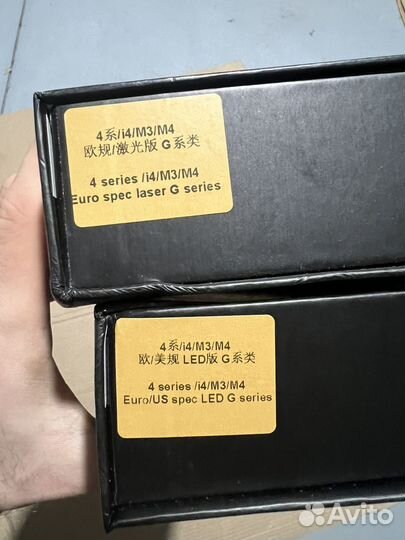 4系/i4/M3/M4
欧规/激光版 G系类
4 series /i4/M3/M4
Euro spec laser G series
4系/i4/M3/M4
欧/美规 LED版 G系类
4 series /i4/M3/M4
Euro/US spec LED G series
Avito